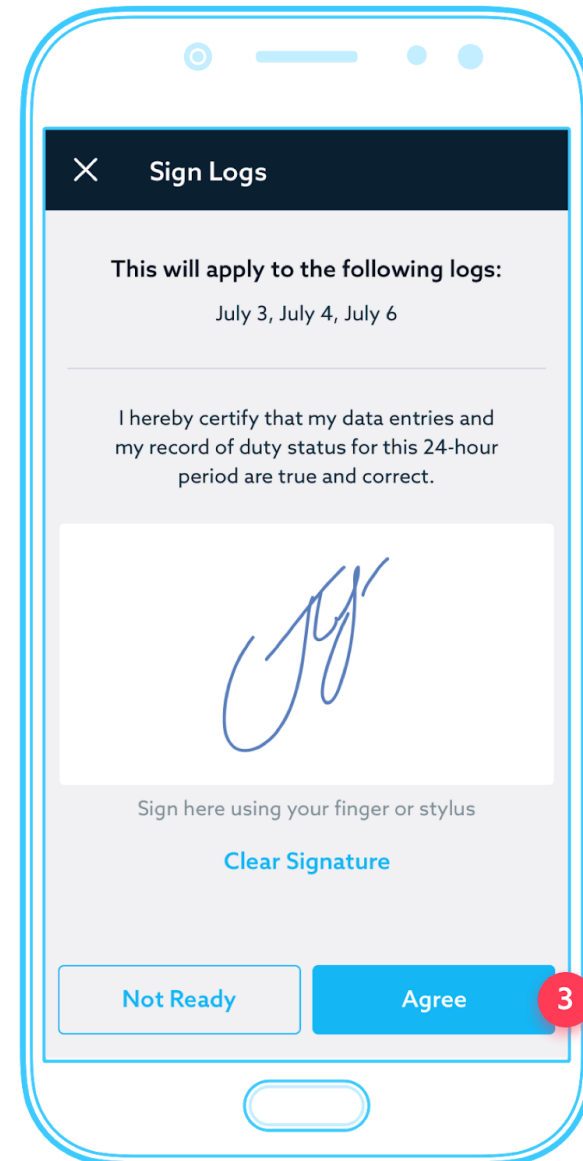 Sign Logs
This will apply to the following logs:
July 3, July 4, July 6
I hereby certify that my data entries and
my record of duty status for this 24-hour
period are true and correct.
Sign here using your finger or stylus
Clear Signature
Not Ready
Agree
3